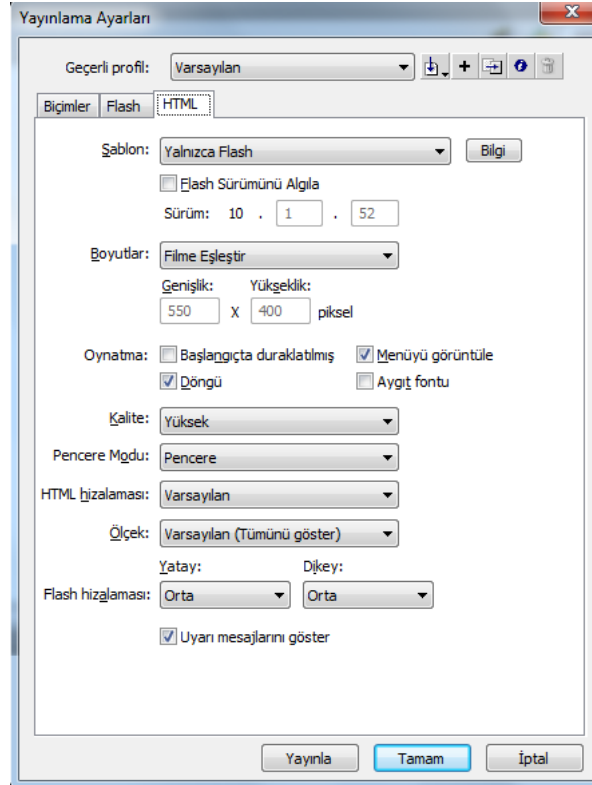 Yayınlama Ayarları
Geçerli profil: Varsayılan
Biçimler Flash HTML
Şablon: Yalnızca Flash Bilgi
Flash Sürümünü Algıla
Sürüm: 10 . 1 . 52
Boyutlar: Filme Eşleştir
Genişlik: Yükseklik:
550 X 400 piksel
Oynatma: Başlangıçta duraklatılmış Menüyü görüntüle
Döngü Aygıt fontu
Kalite: Yüksek
Pencere Modu: Pencere
HTML hizalaması: Varsayılan
Ölçek: Varsayılan (Tümünü göster)
Yatay: Dikey:
Flash hizalaması: Orta Orta
Uyarı mesajlarını göster
Yayınla Tamam İptal